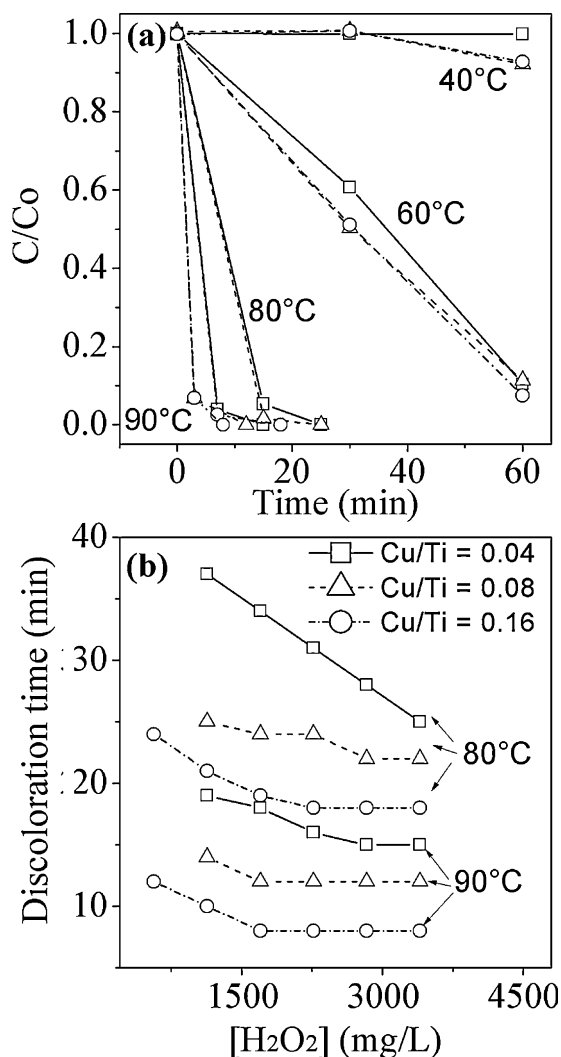 (a)
1.0
0.8
0.6
0.4
0.2
0.0
C/Co
40°C
60°C
80°C
90°C
0 20 40 60
Time (min)
(b)
40
30
20
10
Discoloration time (min)
Cu/Ti = 0.04
Cu/Ti = 0.08
Cu/Ti = 0.16
80°C
90°C
1500 3000 4500
[H₂O₂] (mg/L)